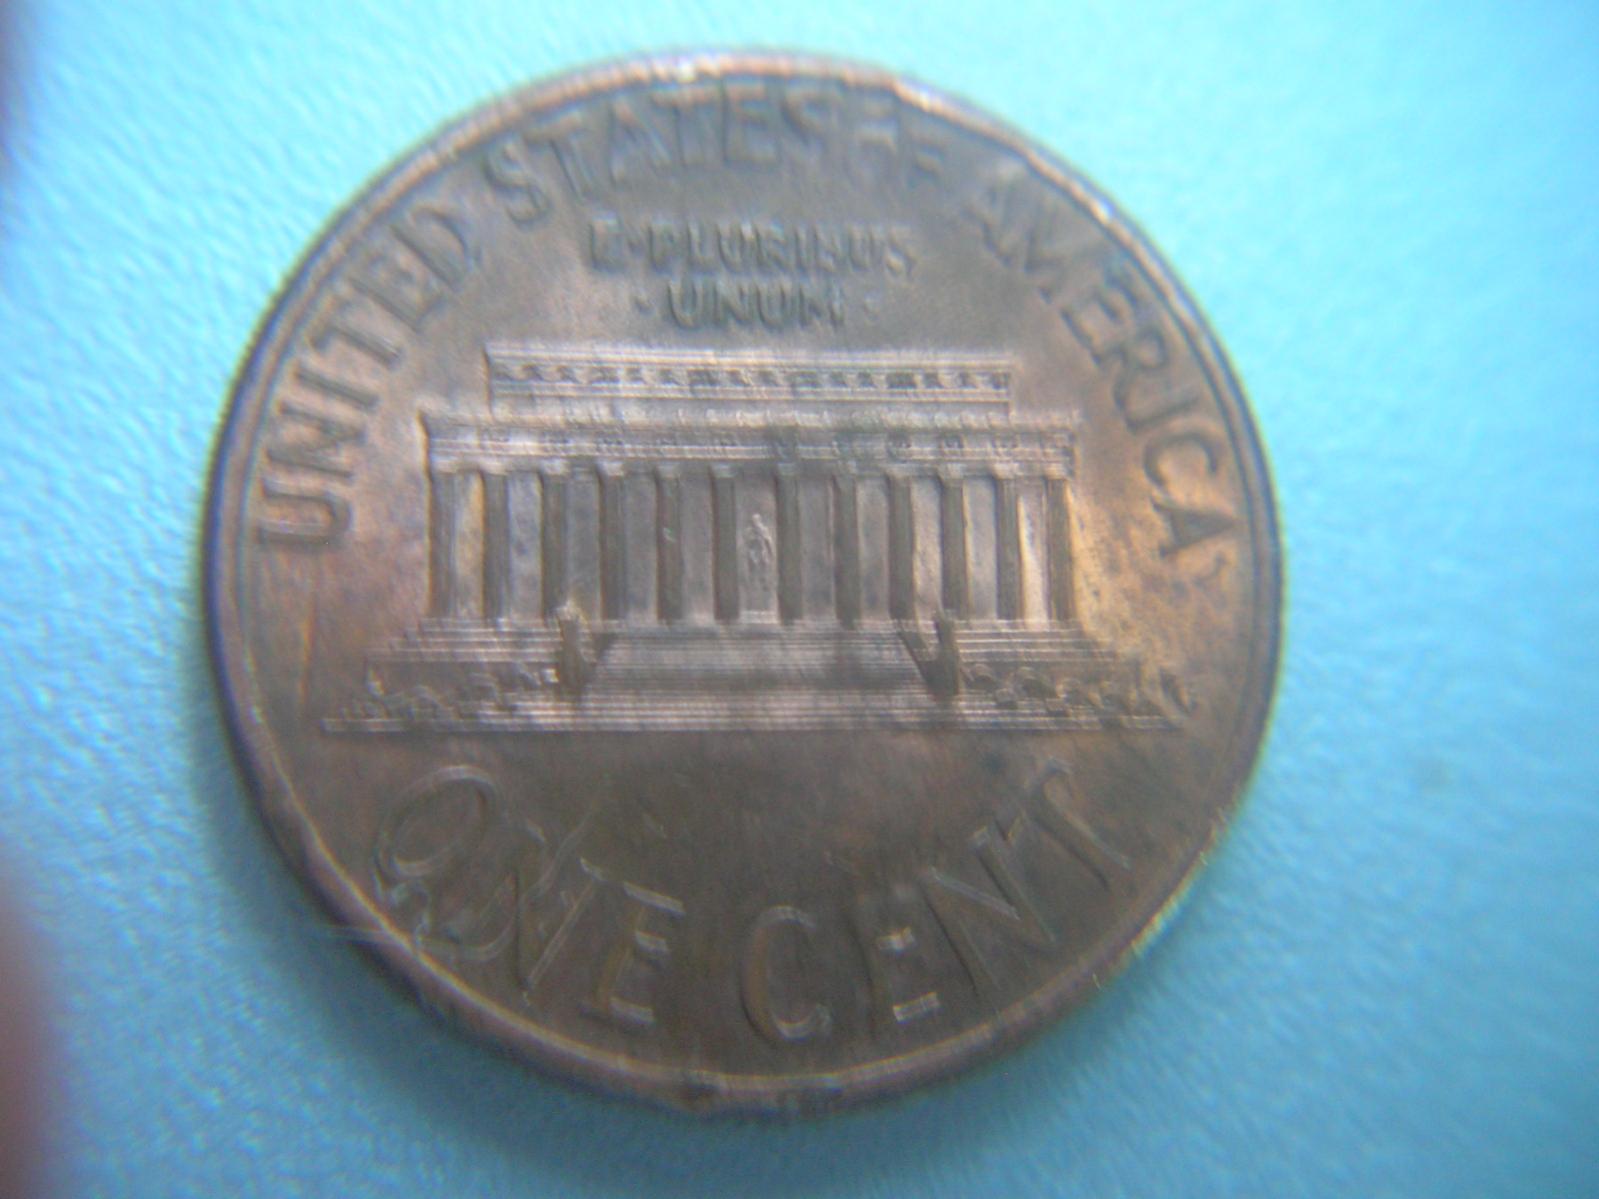 UNITED STATES OF AMERICA
E·PLURIBUS
·UNUM·
ONE CENT